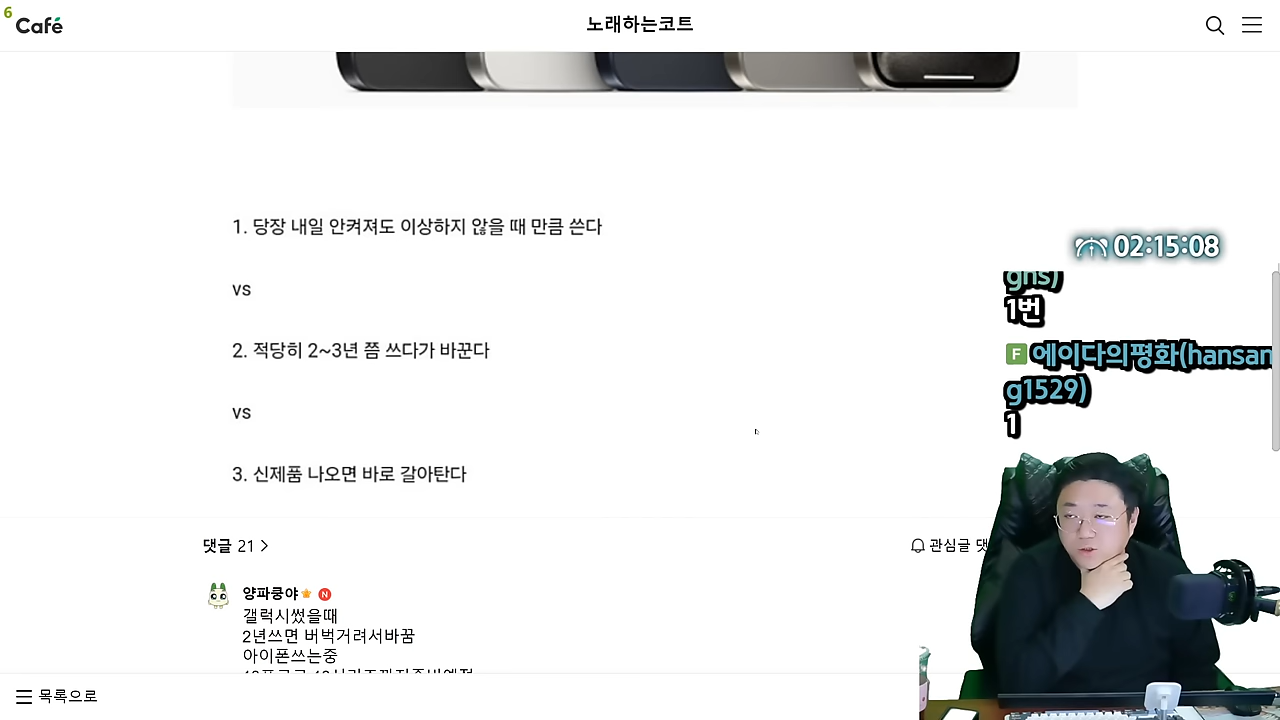 6
Café
노래하는코트
1. 당장 내일 안켜져도 이상하지 않을 때 만큼 쓴다
vs
2. 적당히 2~3년 쯤 쓰다가 바꾼다
vs
3. 신제품 나오면 바로 갈아탄다
02:15:08
ghs)
1번
F 에이다의평화(hansan
g1529)
1
댓글 21
관심글 댓
양파쿵야 N
갤럭시썼을때
2년쓰면 버벅거려서바꿈
아이폰쓰는중
목록으로